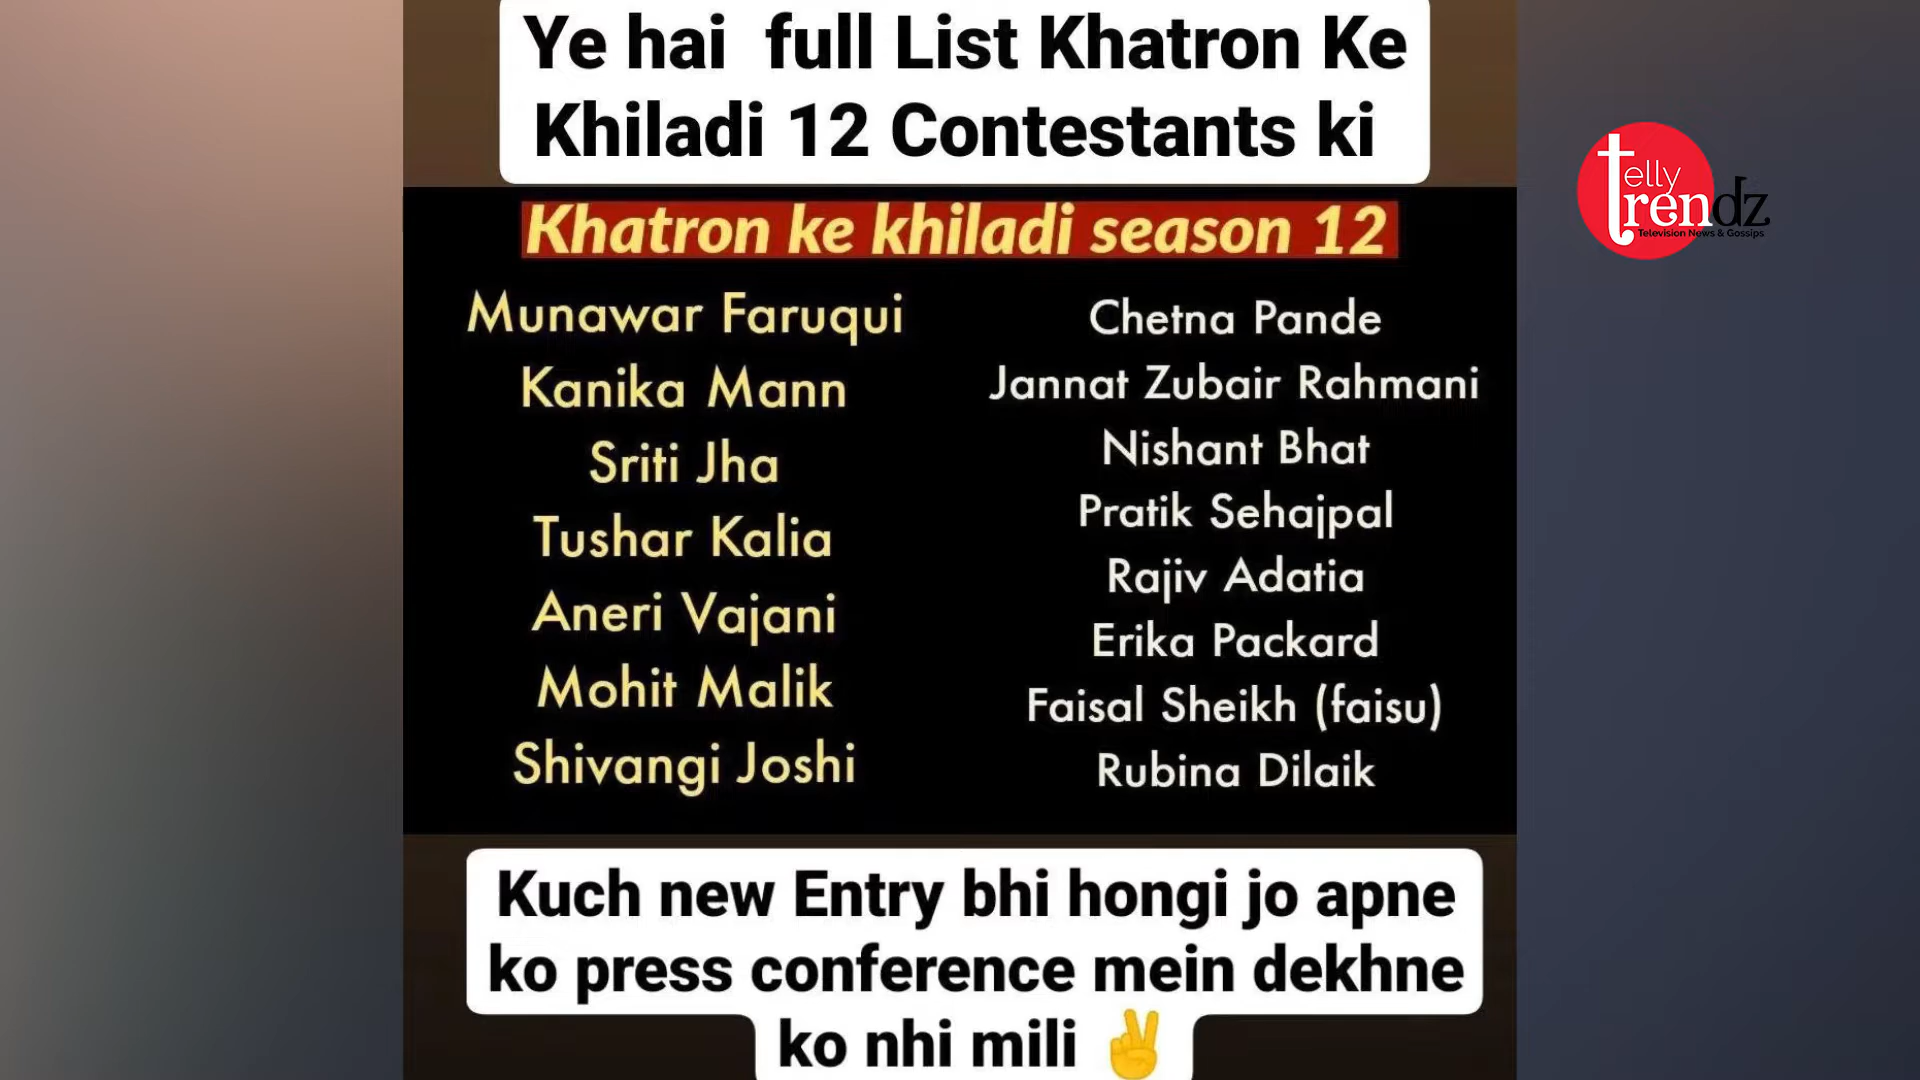 Ye hai full List Khatron Ke
Khiladi 12 Contestants ki
telly
trendz
Television News & Gossips
Khatron ke khiladi season 12
Munawar Faruqui
Kanika Mann
Sriti Jha
Tushar Kalia
Aneri Vajani
Mohit Malik
Shivangi Joshi
Chetna Pande
Jannat Zubair Rahmani
Nishant Bhat
Pratik Sehajpal
Rajiv Adatia
Erika Packard
Faisal Sheikh (faisu)
Rubina Dilaik
Kuch new Entry bhi hongi jo apne
ko press conference mein dekhne
ko nhi mili ✌️